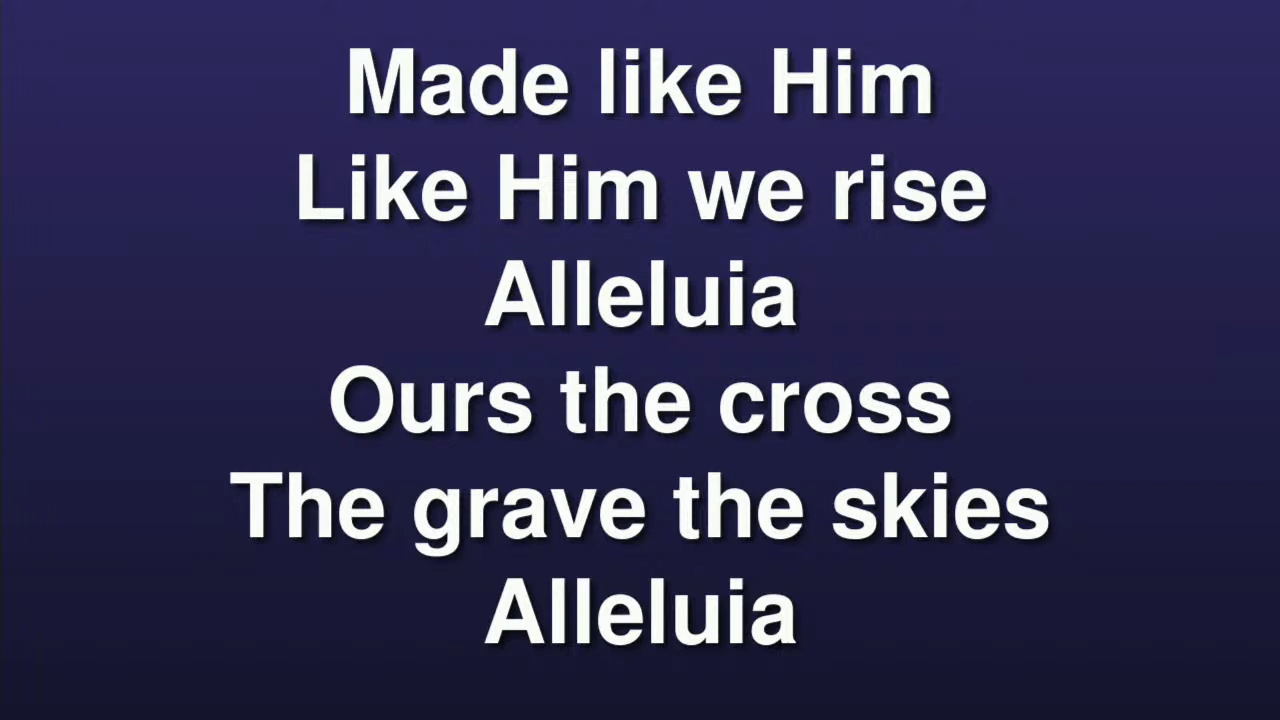 Made like Him
Like Him we rise
Alleluia
Ours the cross
The grave the skies
Alleluia